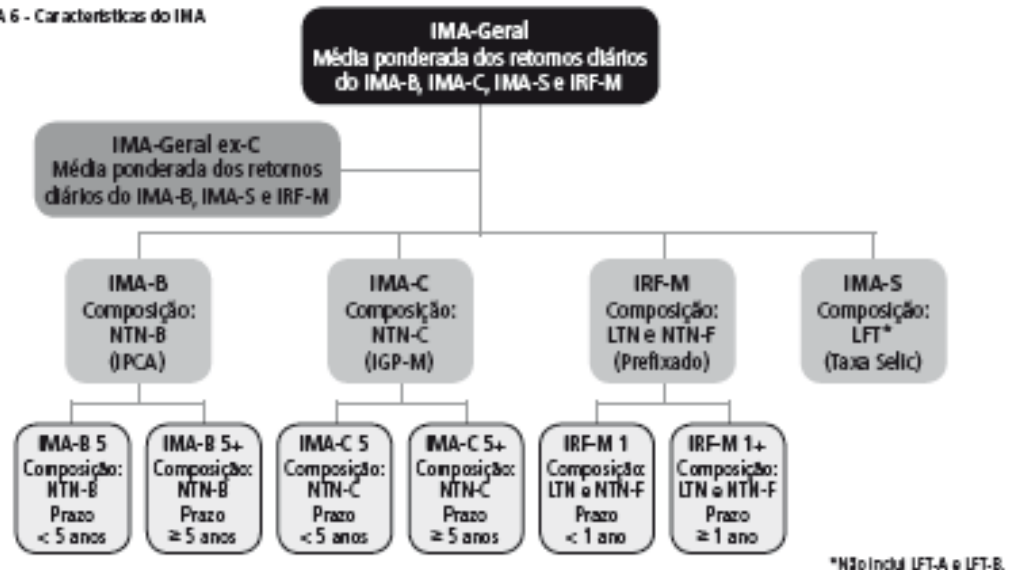 A 6 - Características do IMA
IMA-Geral
Média ponderada dos retornos diários
do IMA-B, IMA-C, IMA-S e IRF-M
IMA-Geral ex-C
Média ponderada dos retornos
diários do IMA-B, IMA-S e IRF-M
IMA-B
Composição:
NTN-B
(IPCA)
IMA-C
Composição:
NTN-C
(IGP-M)
IRF-M
Composição:
LTN e NTN-F
(Prefixado)
IMA-S
Composição:
LFT*
(Taxa Selic)
IMA-B 5
Composição:
NTN-B
Prazo
< 5 anos
IMA-B 5+
Composição:
NTN-B
Prazo
≥ 5 anos
IMA-C 5
Composição:
NTN-C
Prazo
< 5 anos
IMA-C 5+
Composição:
NTN-C
Prazo
≥ 5 anos
IRF-M 1
Composição:
LTN e NTN-F
Prazo
< 1 ano
IRF-M 1+
Composição:
LTN e NTN-F
Prazo
≥ 1 ano
*Não inclui LFT-A e LFT-B.